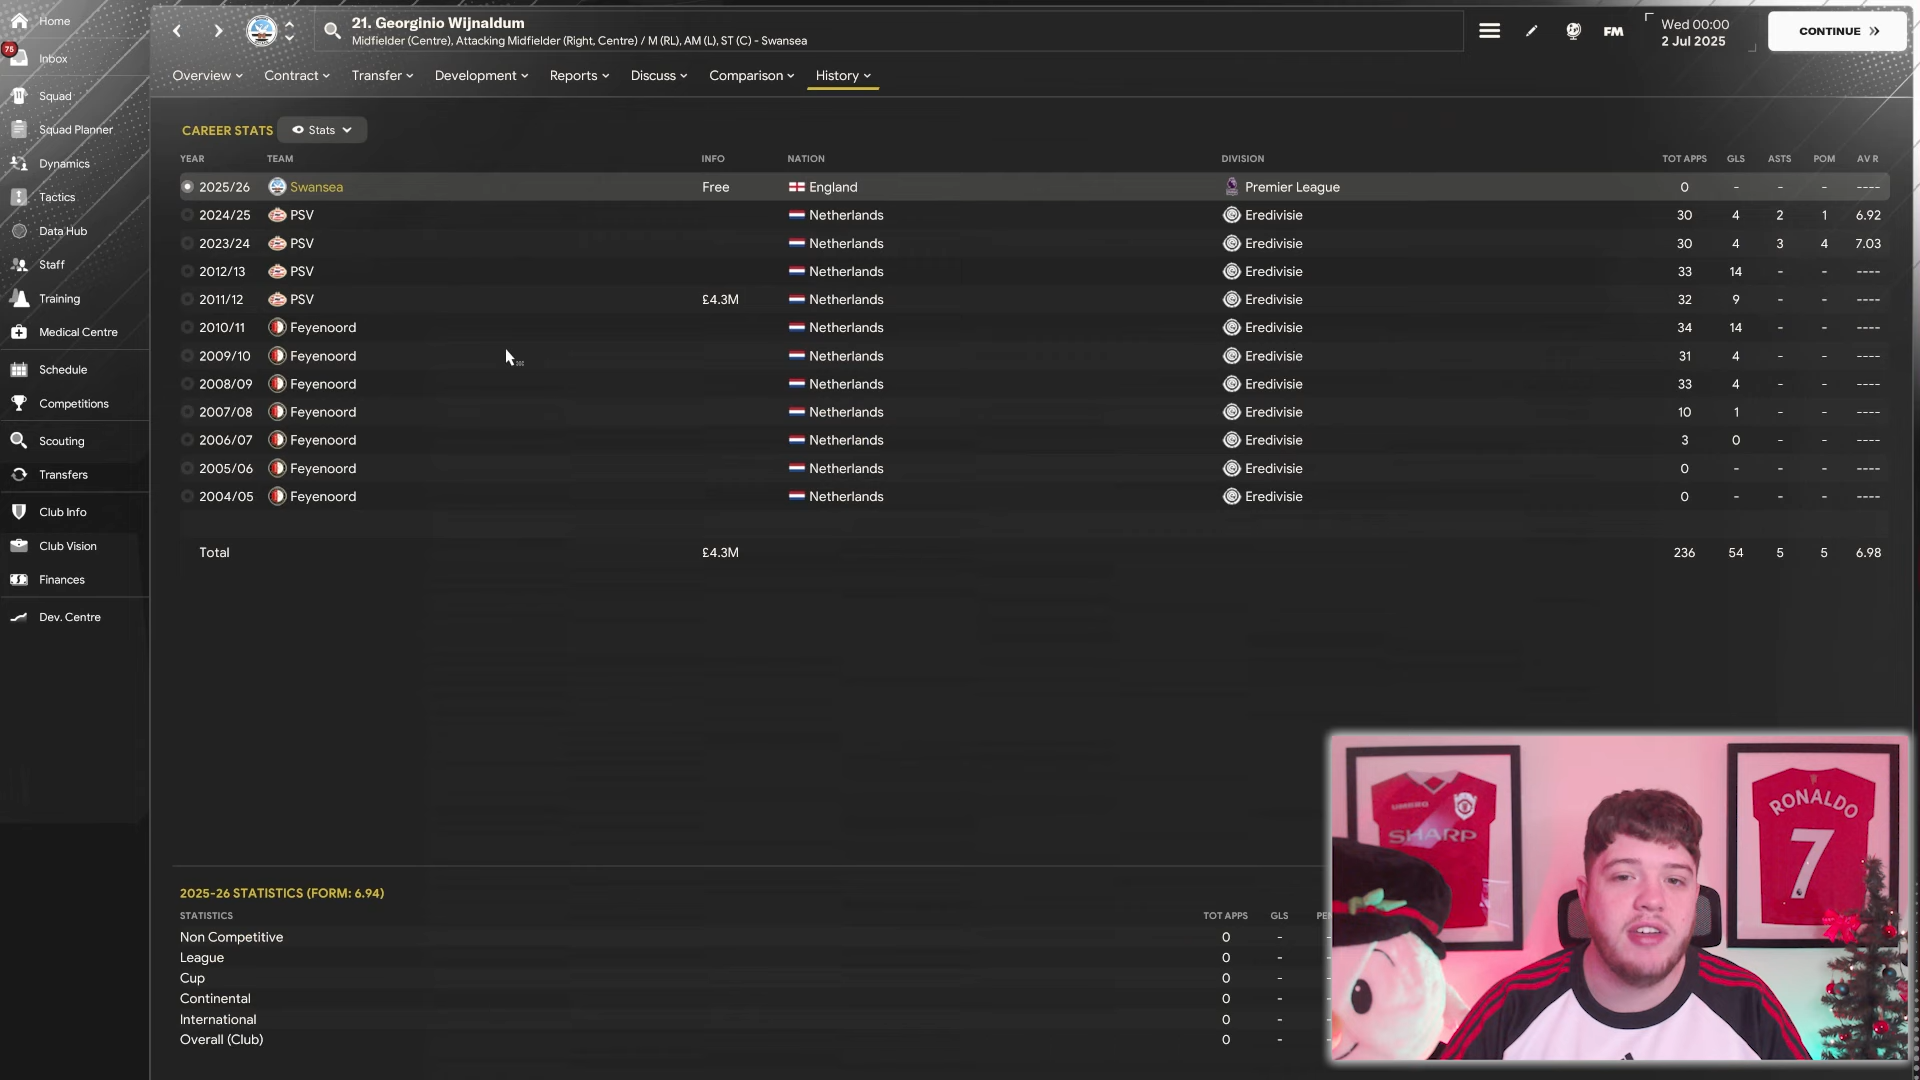 Home
75
Inbox
Squad
Squad Planner
Dynamics
Tactics
Data Hub
Staff
Training
Medical Centre
Schedule
Competitions
Scouting
Transfers
Club Info
Club Vision
Finances
Dev. Centre
21. Georginio Wijnaldum
Midfielder (Centre), Attacking Midfielder (Right, Centre) / M (RL), AM (L), ST (C) - Swansea
FM
Wed 00:00
2 Jul 2025
CONTINUE
Overview Contract Transfer Development Reports Discuss Comparison History
CAREER STATS Stats
YEAR TEAM INFO NATION DIVISION TOT APPS GLS ASTS POM AV R
2025/26 Swansea Free England Premier League 0 - - - ----
2024/25 PSV Netherlands Eredivisie 30 4 2 1 6.92
2023/24 PSV Netherlands Eredivisie 30 4 3 4 7.03
2012/13 PSV Netherlands Eredivisie 33 14 - - ----
2011/12 PSV £4.3M Netherlands Eredivisie 32 9 - - ----
2010/11 Feyenoord Netherlands Eredivisie 34 14 - - ----
2009/10 Feyenoord Netherlands Eredivisie 31 4 - - ----
2008/09 Feyenoord Netherlands Eredivisie 33 4 - - ----
2007/08 Feyenoord Netherlands Eredivisie 10 1 - - ----
2006/07 Feyenoord Netherlands Eredivisie 3 0 - - ----
2005/06 Feyenoord Netherlands Eredivisie 0 - - - ----
2004/05 Feyenoord Netherlands Eredivisie 0 - - - ----
Total £4.3M 236 54 5 5 6.98
2025-26 STATISTICS (FORM: 6.94)
STATISTICS TOT APPS GLS
Non Competitive 0 - -
League 0 - -
Cup 0 - -
Continental 0 - -
International 0 - -
Overall (Club) 0 - -
UMBRO
SHARP
RONALDO
7